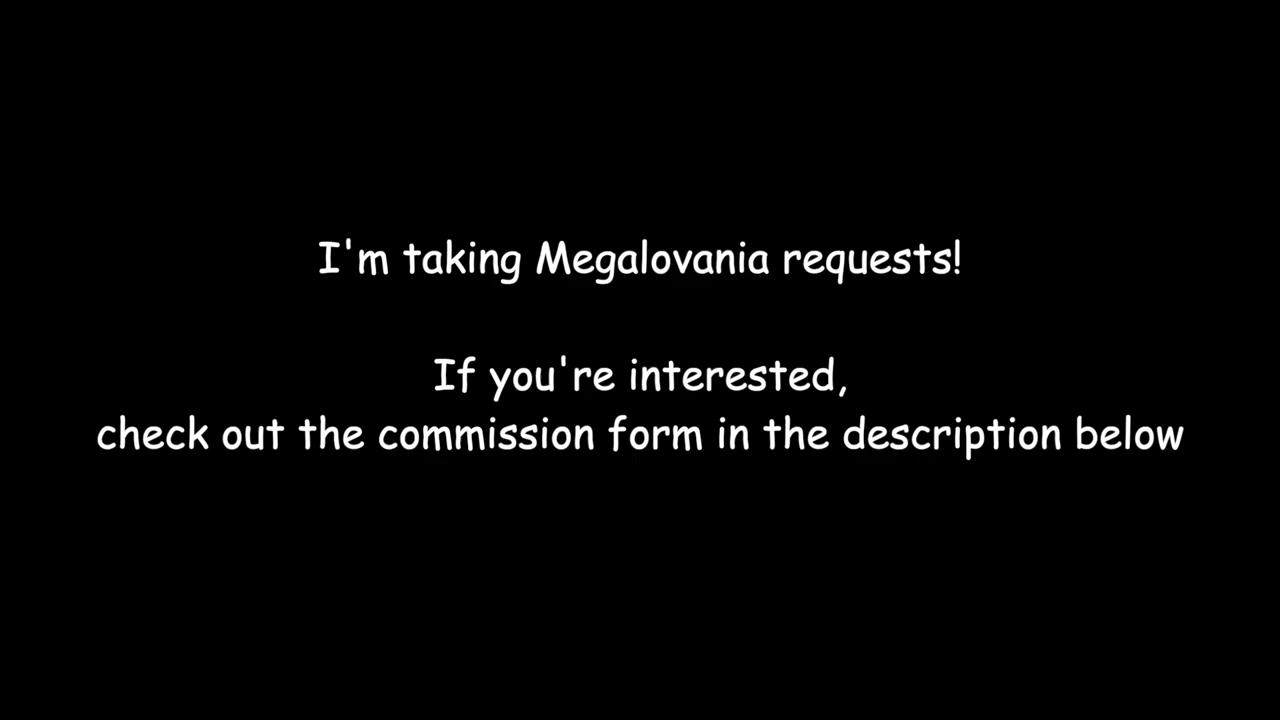 I'm taking Megalovania requests!
If you're interested,
check out the commission form in the description below